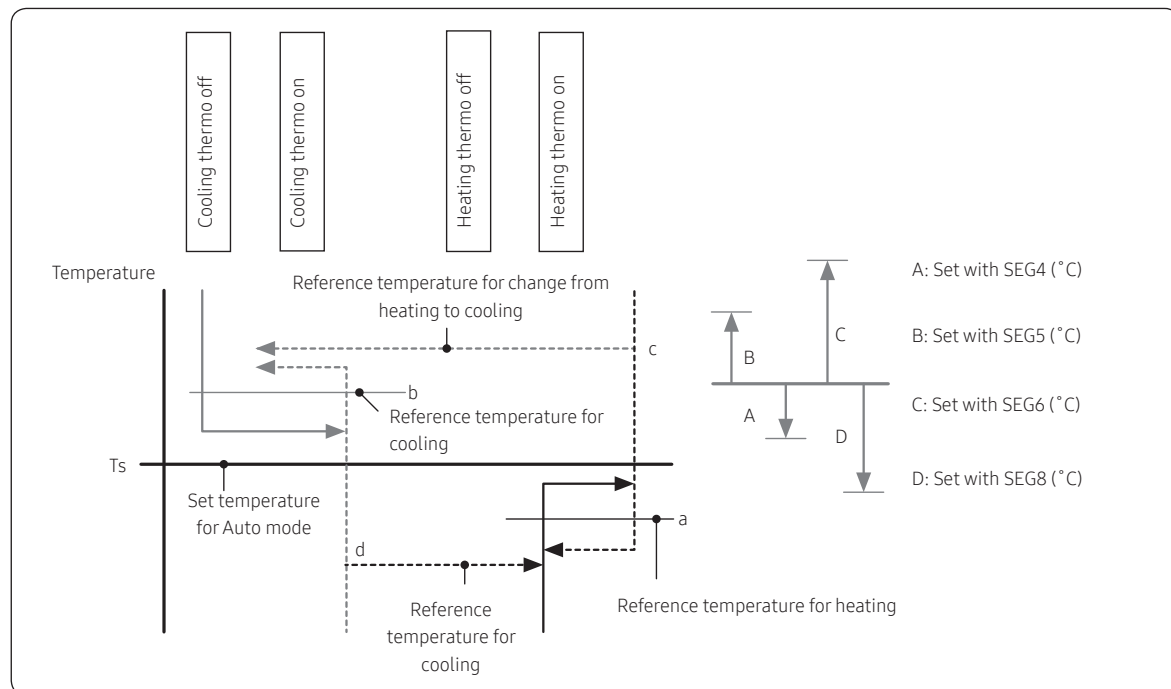 Cooling thermo off
Cooling thermo on
Heating thermo off
Heating thermo on
Temperature
Reference temperature for change from
heating to cooling
c
b
Reference temperature for
cooling
Ts
Set temperature
for Auto mode
a
d
Reference
temperature for
cooling
Reference temperature for heating
B
C
A
D
A: Set with SEG4 (˚C)
B: Set with SEG5 (˚C)
C: Set with SEG6 (˚C)
D: Set with SEG8 (˚C)